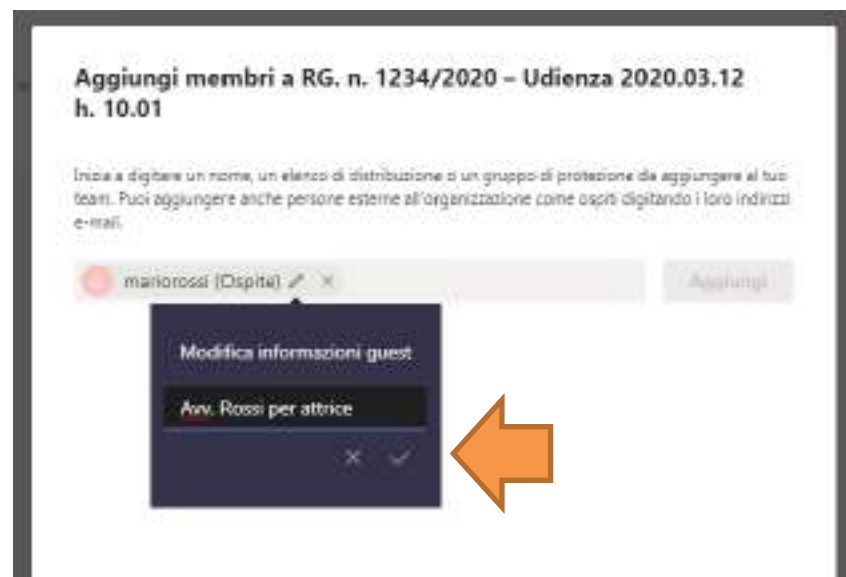 Aggiungi membri a RG. n. 1234/2020 – Udienza 2020.03.12
h. 10.01
Inizia a digitare un nome, un elenco di distribuzione o un gruppo di protezione da aggiungere al tuo
team. Puoi aggiungere anche persone esterne all'organizzazione come ospiti digitando i loro indirizzi
e-mail.
mariorossi (Ospite)
Aggiungi
Modifica informazioni guest
Avv. Rossi per attrice